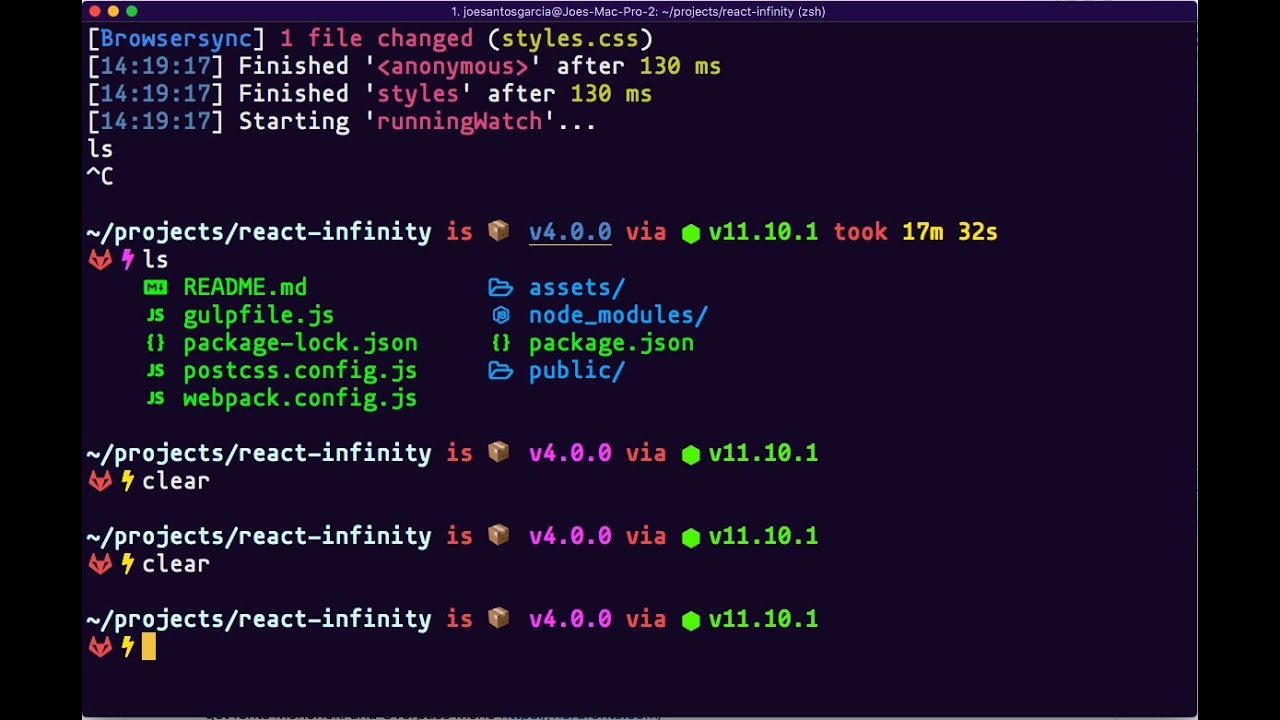 1. joesantosgarcia@Joes-Mac-Pro-2: ~/projects/react-infinity (zsh)
[Browsersync] 1 file changed (styles.css)
[14:19:17] Finished '<anonymous>' after 130 ms
[14:19:17] Finished 'styles' after 130 ms
[14:19:17] Starting 'runningWatch'...
ls
^C
~/projects/react-infinity is 📦 v4.0.0 via ⬢ v11.10.1 took 17m 32s
⚡ ls
README.md assets/
JS gulpfile.js node_modules/
{} package-lock.json {} package.json
JS postcss.config.js public/
JS webpack.config.js
~/projects/react-infinity is 📦 v4.0.0 via ⬢ v11.10.1
⚡ clear
~/projects/react-infinity is 📦 v4.0.0 via ⬢ v11.10.1
⚡ clear
~/projects/react-infinity is 📦 v4.0.0 via ⬢ v11.10.1
⚡